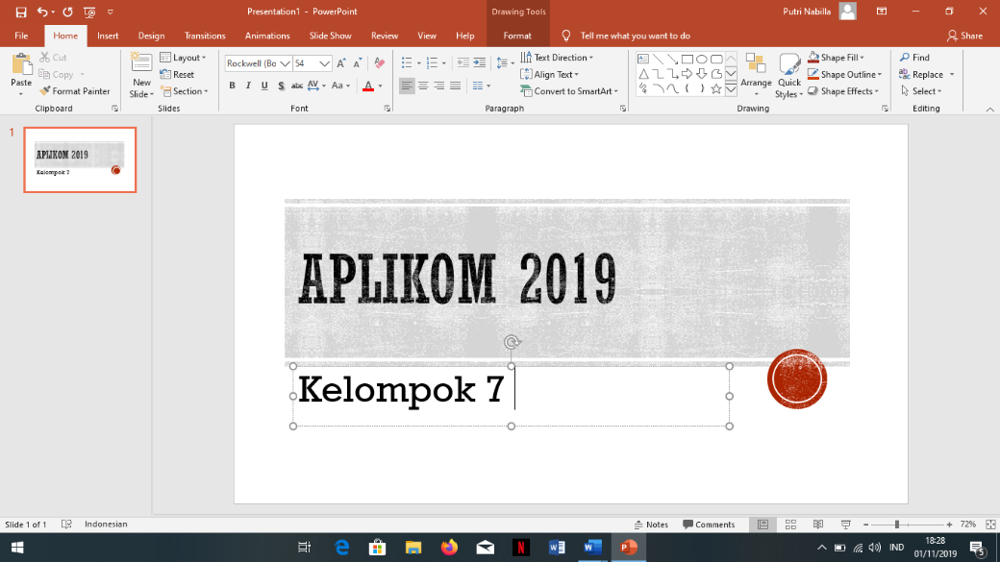 Presentation1 - PowerPoint
Drawing Tools
Putri Nabilla
File Home Insert Design Transitions Animations Slide Show Review View Help Format Tell me what you want to do Share
Paste
Cut
Copy
Format Painter
Clipboard
New Slide
Layout
Reset
Section
Slides
Rockwell (Bo 54
B I U S abc AV Aa A
Font
Text Direction
Align Text
Convert to SmartArt
Paragraph
Arrange
Quick Styles
Shape Fill
Shape Outline
Shape Effects
Drawing
Find
Replace
Select
Editing
1
APLIKOM 2019
Kelompok 7
APLIKOM 2019
Kelompok 7
Slide 1 of 1 Indonesian Notes Comments 72%
IND
18:28
01/11/2019
5